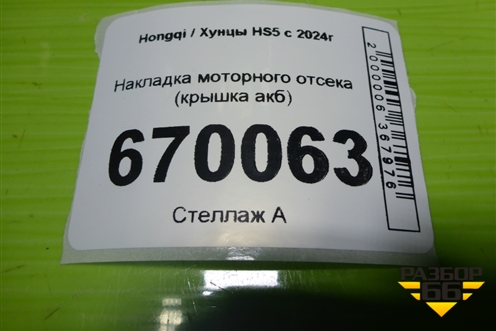 Hongqi / Хунцы HS5 с 2024г
Накладка моторного отсека
(крышка акб)
670063
Стеллаж А
2000006367976
РАЗБОР
66